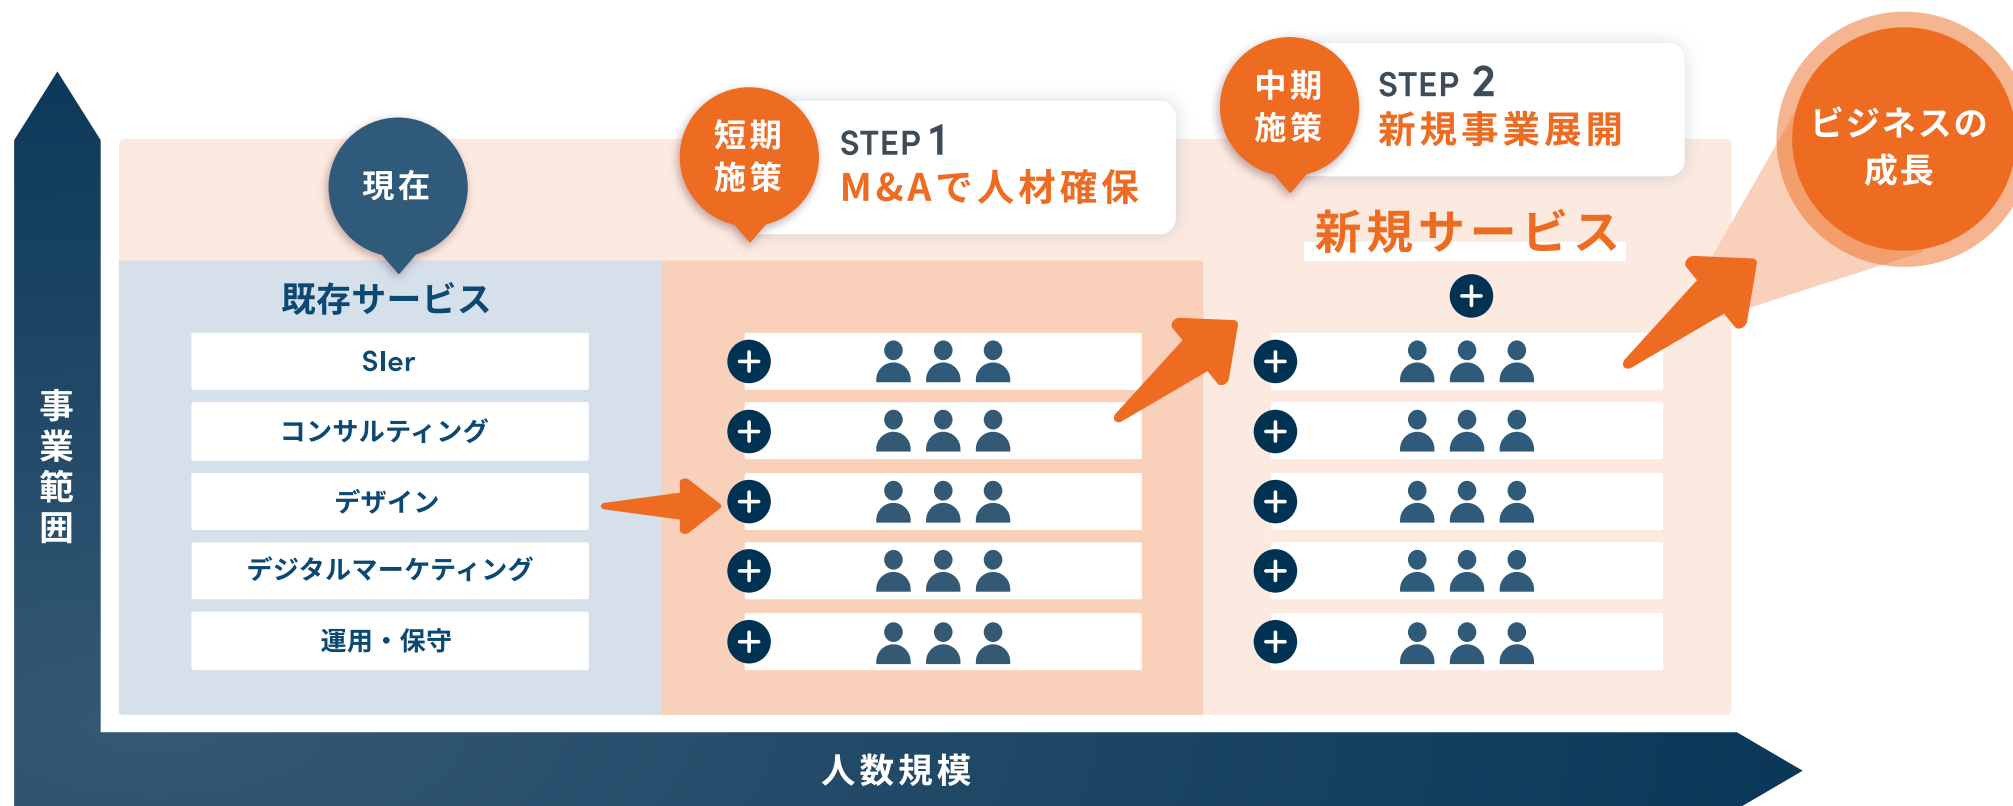 現在
短期
施策
STEP 1
M&Aで人材確保
中期
施策
STEP 2
新規事業展開
ビジネスの
成長
既存サービス
SIer
コンサルティング
デザイン
デジタルマーケティング
運用・保守
新規サービス
事業範囲
人数規模